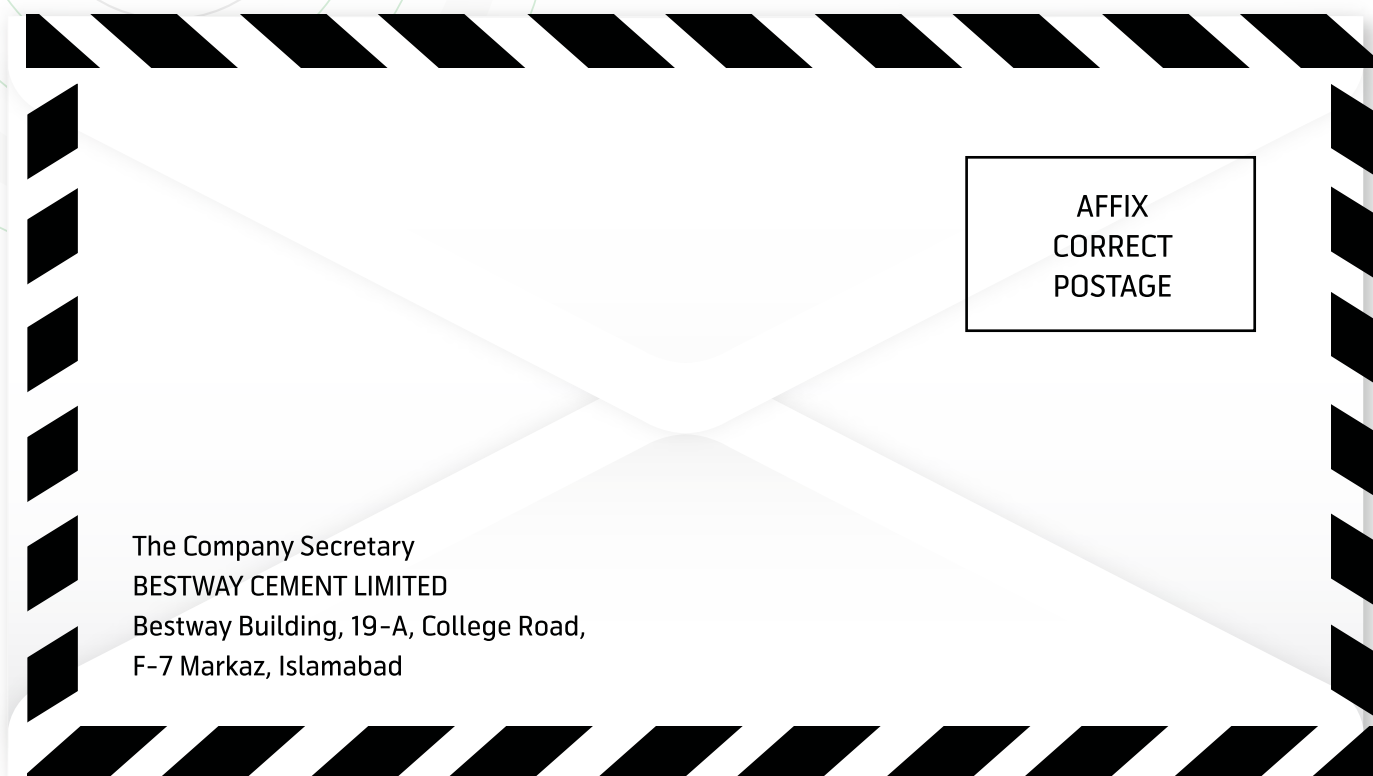 AFFIX
CORRECT
POSTAGE
The Company Secretary
BESTWAY CEMENT LIMITED
Bestway Building, 19-A, College Road,
F-7 Markaz, Islamabad